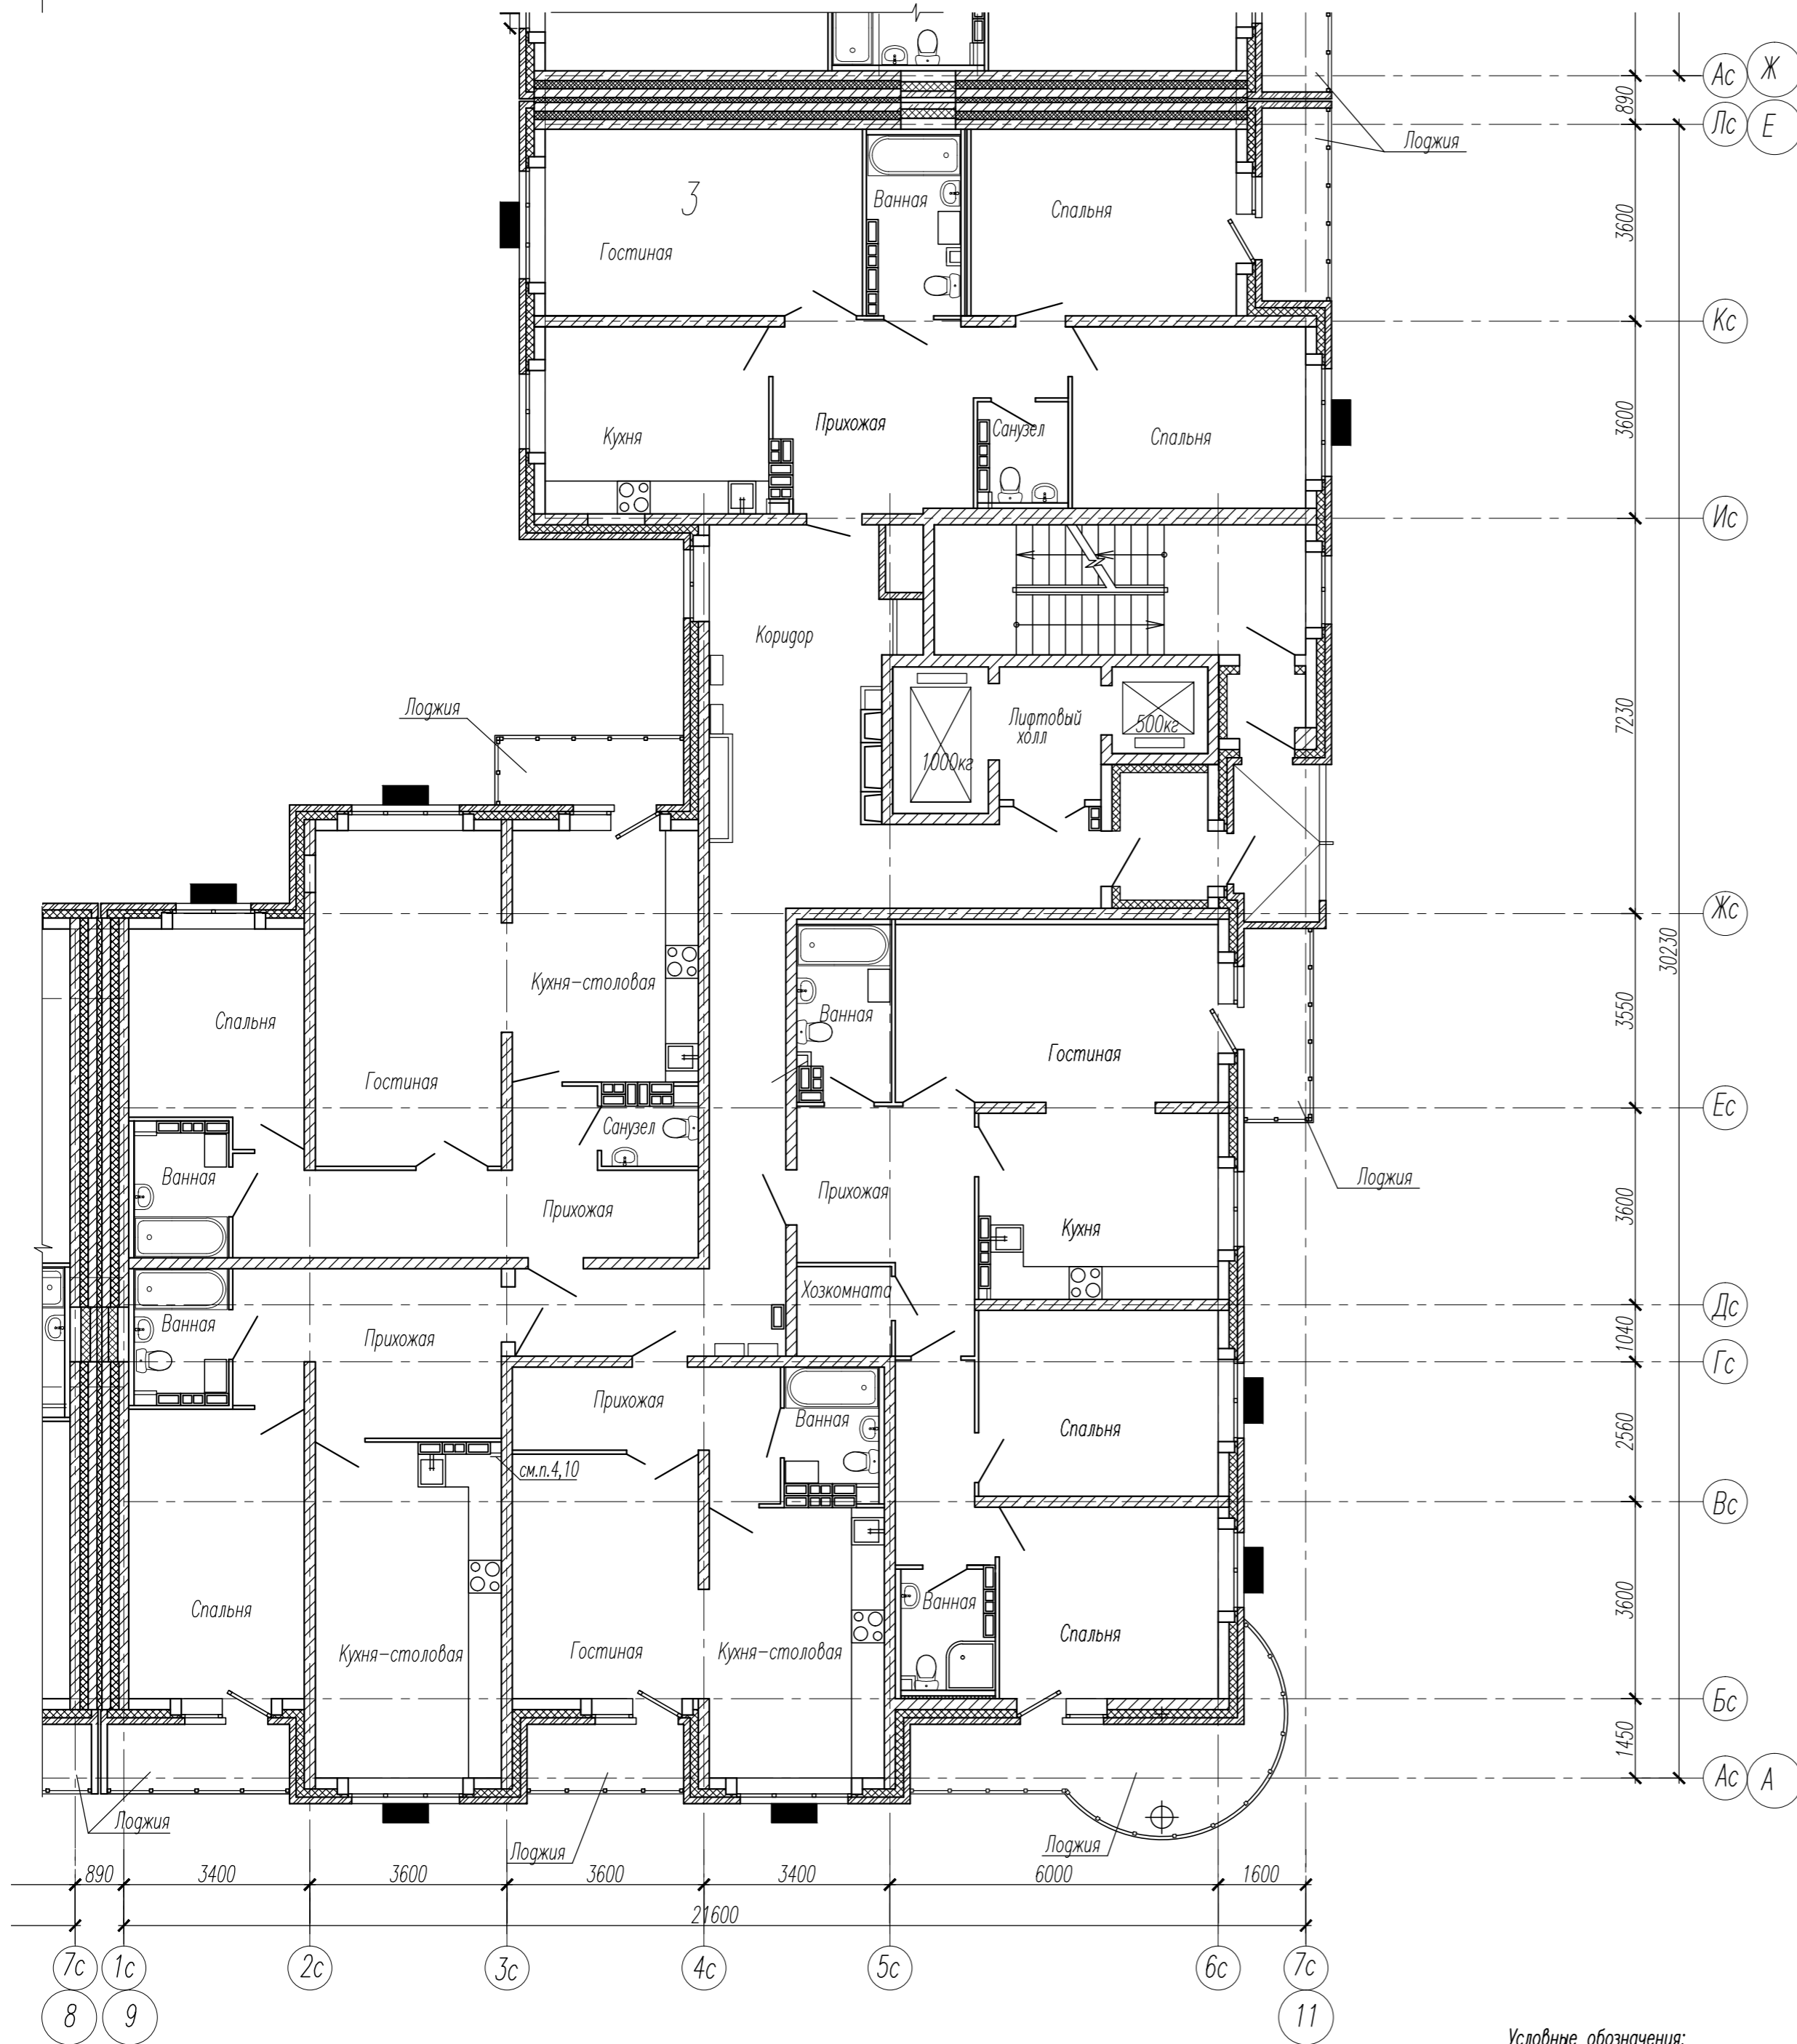 Ас Ж
890
Лс Е
Лоджия
3
Ванная
Спальня
Гостиная
3600
Кс
Кухня
Прихожая
Санузел
Спальня
3600
Ис
Коридор
Лоджия
Лифтовый
холл
500кг
1000кг
7230
Жс
30230
Кухня-столовая
Спальня
Гостиная
Ванная
Гостиная
3550
Ес
Санузел
Ванная
Прихожая
Прихожая
Кухня
Лоджия
3600
Хозкомната
Дс
Ванная
Прихожая
1040
Гс
Прихожая
Ванная
Спальня
2560
см.п.4,10
Вс
Спальня
Кухня-столовая
Гостиная
Кухня-столовая
Ванная
Спальня
3600
Бс
1450
Ас А
Лоджия
Лоджия
Лоджия
890 3400 3600 3600 3400 6000 1600
21600
7с 1с 2с 3с 4с 5с 6с 7с
8 9 11
Условные обозначения: